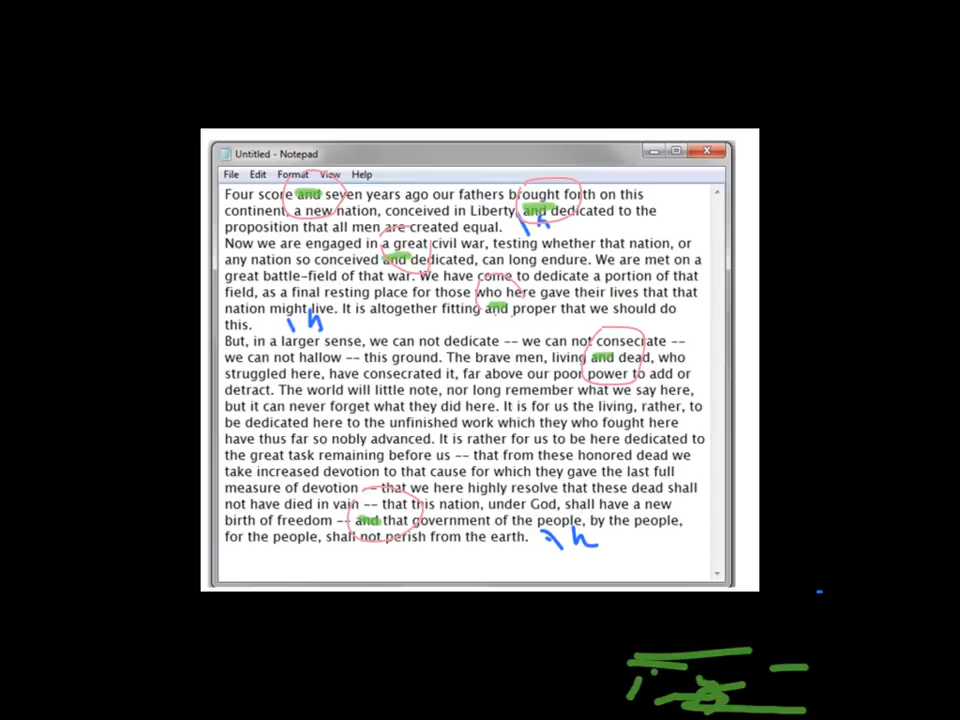 Untitled - Notepad
File Edit Format View Help
Four score and seven years ago our fathers brought forth on this
continent, a new nation, conceived in Liberty, and dedicated to the
proposition that all men are created equal.
Now we are engaged in a great civil war, testing whether that nation, or
any nation so conceived and dedicated, can long endure. We are met on a
great battle-field of that war. We have come to dedicate a portion of that
field, as a final resting place for those who here gave their lives that that
nation might live. It is altogether fitting and proper that we should do
this.
But, in a larger sense, we can not dedicate -- we can not consecrate --
we can not hallow -- this ground. The brave men, living and dead, who
struggled here, have consecrated it, far above our poor power to add or
detract. The world will little note, nor long remember what we say here,
but it can never forget what they did here. It is for us the living, rather, to
be dedicated here to the unfinished work which they who fought here
have thus far so nobly advanced. It is rather for us to be here dedicated to
the great task remaining before us -- that from these honored dead we
take increased devotion to that cause for which they gave the last full
measure of devotion -- that we here highly resolve that these dead shall
not have died in vain -- that this nation, under God, shall have a new
birth of freedom -- and that government of the people, by the people,
for the people, shall not perish from the earth.